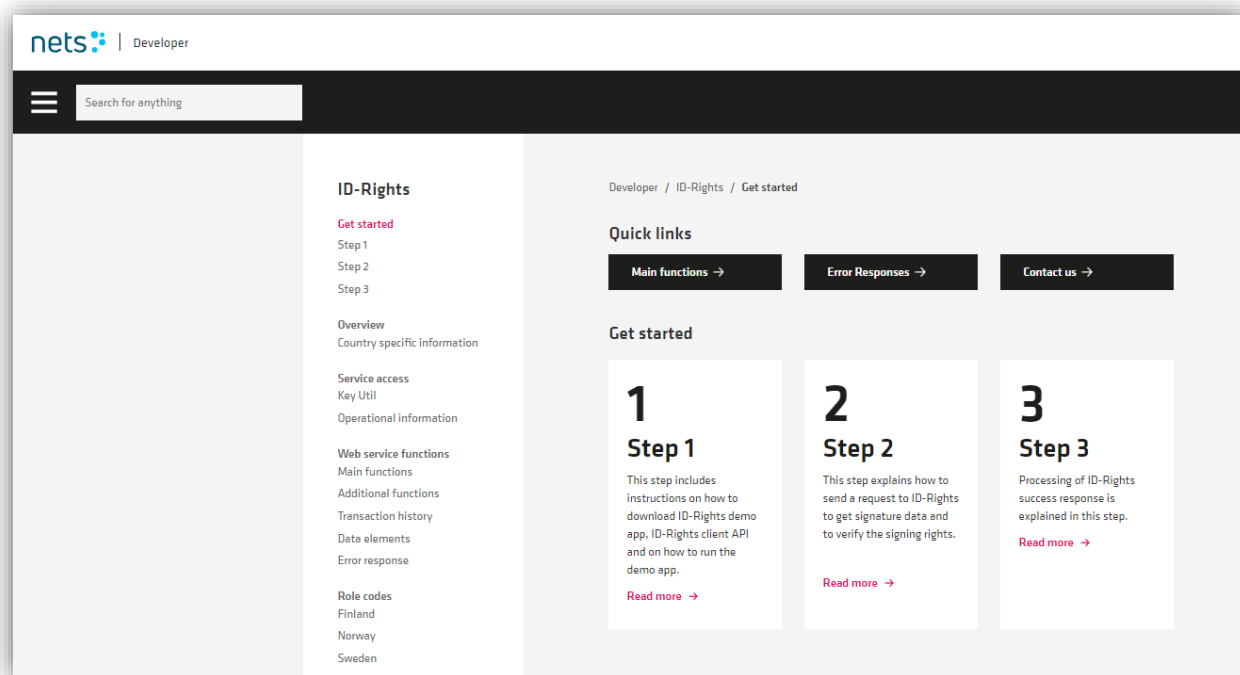 nets
Developer
Search for anything
ID-Rights
Get started
Step 1
Step 2
Step 3
Overview
Country specific information
Service access
Key Util
Operational information
Web service functions
Main functions
Additional functions
Transaction history
Data elements
Error response
Role codes
Finland
Norway
Sweden
Developer / ID-Rights / Get started
Quick links
Main functions →
Error Responses →
Contact us →
Get started
1
Step 1
This step includes
instructions on how to
download ID-Rights demo
app, ID-Rights client API
and on how to run the
demo app.
Read more →
2
Step 2
This step explains how to
send a request to ID-Rights
to get signature data and
to verify the signing rights.
Read more →
3
Step 3
Processing of ID-Rights
success response is
explained in this step.
Read more →